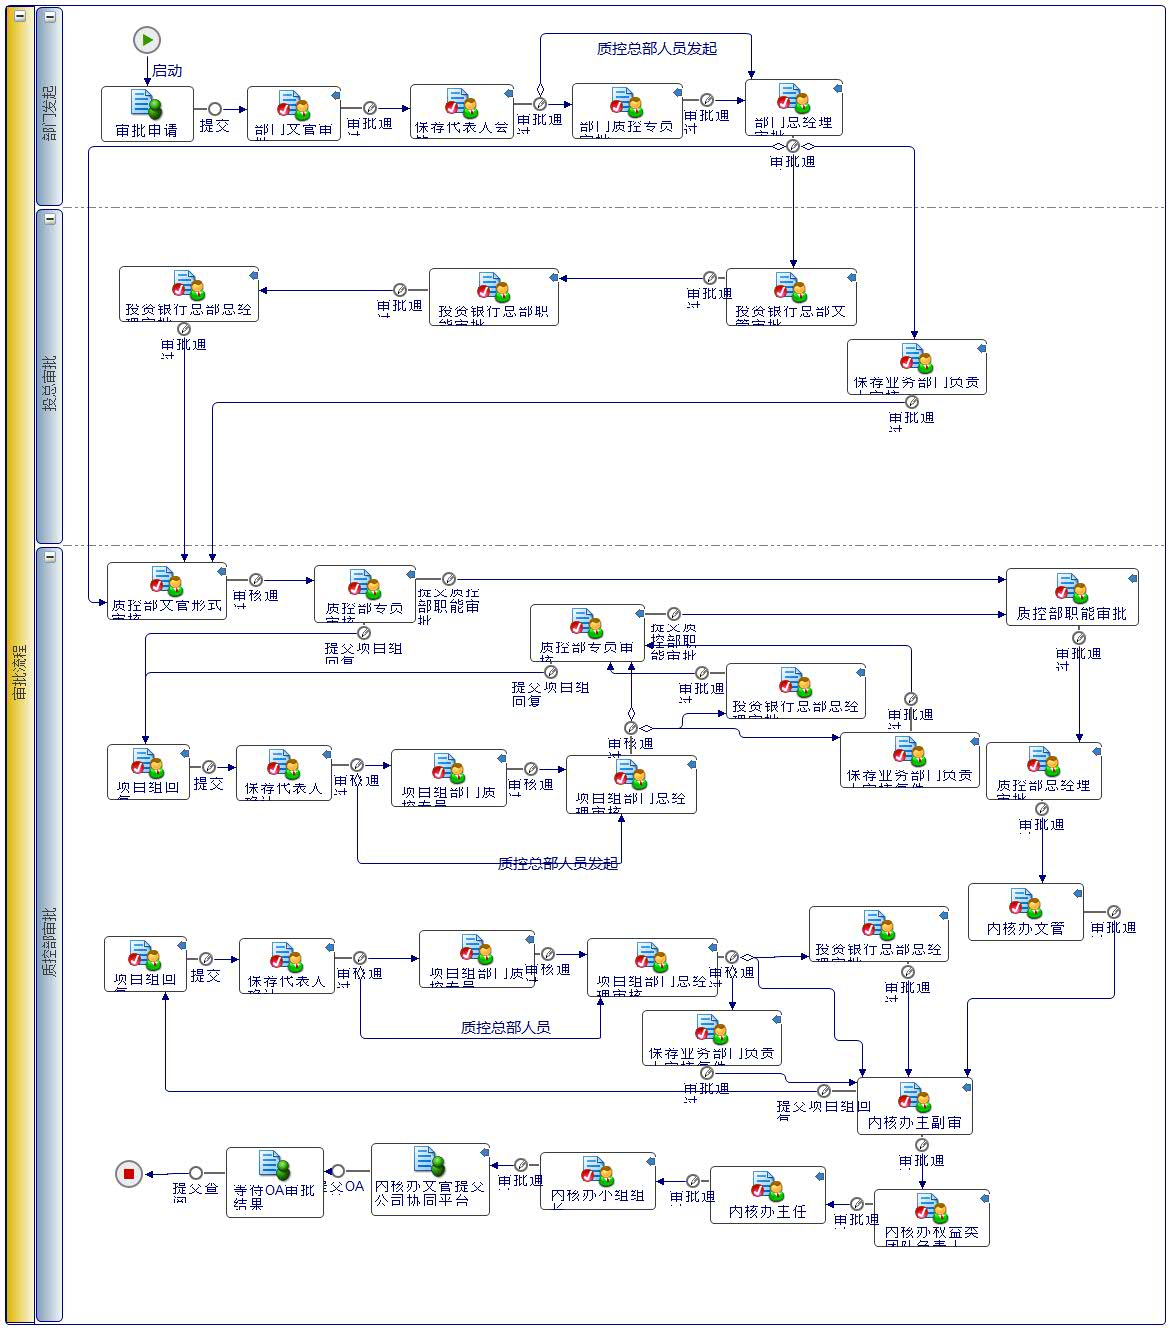 审批流程
部门发起
启动
审批申请
提交
部门文管审
审批通
保荐代表人会
审批通
质控总部人员发起
部门质控专员
审批
审批通
过
部门总经理
审批
审批通
投总审批
投资银行总部总经
理审批
审批通
过
投资银行总部职
能审批
审批通
过
投资银行总部文
管审批
审批通
过
保荐业务部门负责
人审核
审批通
过
质控部审批
质控部文管形式
审核
审核通
过
质控部专员
审核
提交质控
部职能审
批
提交项目组
回复
质控部专员审
核
提交质
控部职
能审批
质控部职能审批
审批通
过
提交项目组
回复
审批通
过
投资银行总部总经
理审批
审核通
过
审批通
过
项目组回
复
提交
保荐代表人
确认
审核通
过
项目组部门质
控专员
审核通
过
项目组部门总经
理审核
保荐业务部门负责
人审核复件
质控部总经理
审批
审批通
质控总部人员发起
内核办文管
审批通
过
项目组回
复
提交
保荐代表人
确认
审核通
过
项目组部门质
控专员
审核通
过
项目组部门总经
理审核
审核通
过
投资银行总部总经
理审批
审批通
过
质控总部人员
保荐业务部门负责
人审核复件
审批通
过
提交项目组回
复
内核办主副审
审批通
过
提交查
询
等待OA审批
结果
提交OA
内核办文管提交
公司协同平台
审批通
过
内核办小组组
长
审批通
过
内核办主任
审批通
过
内核办权益类
团队负责人